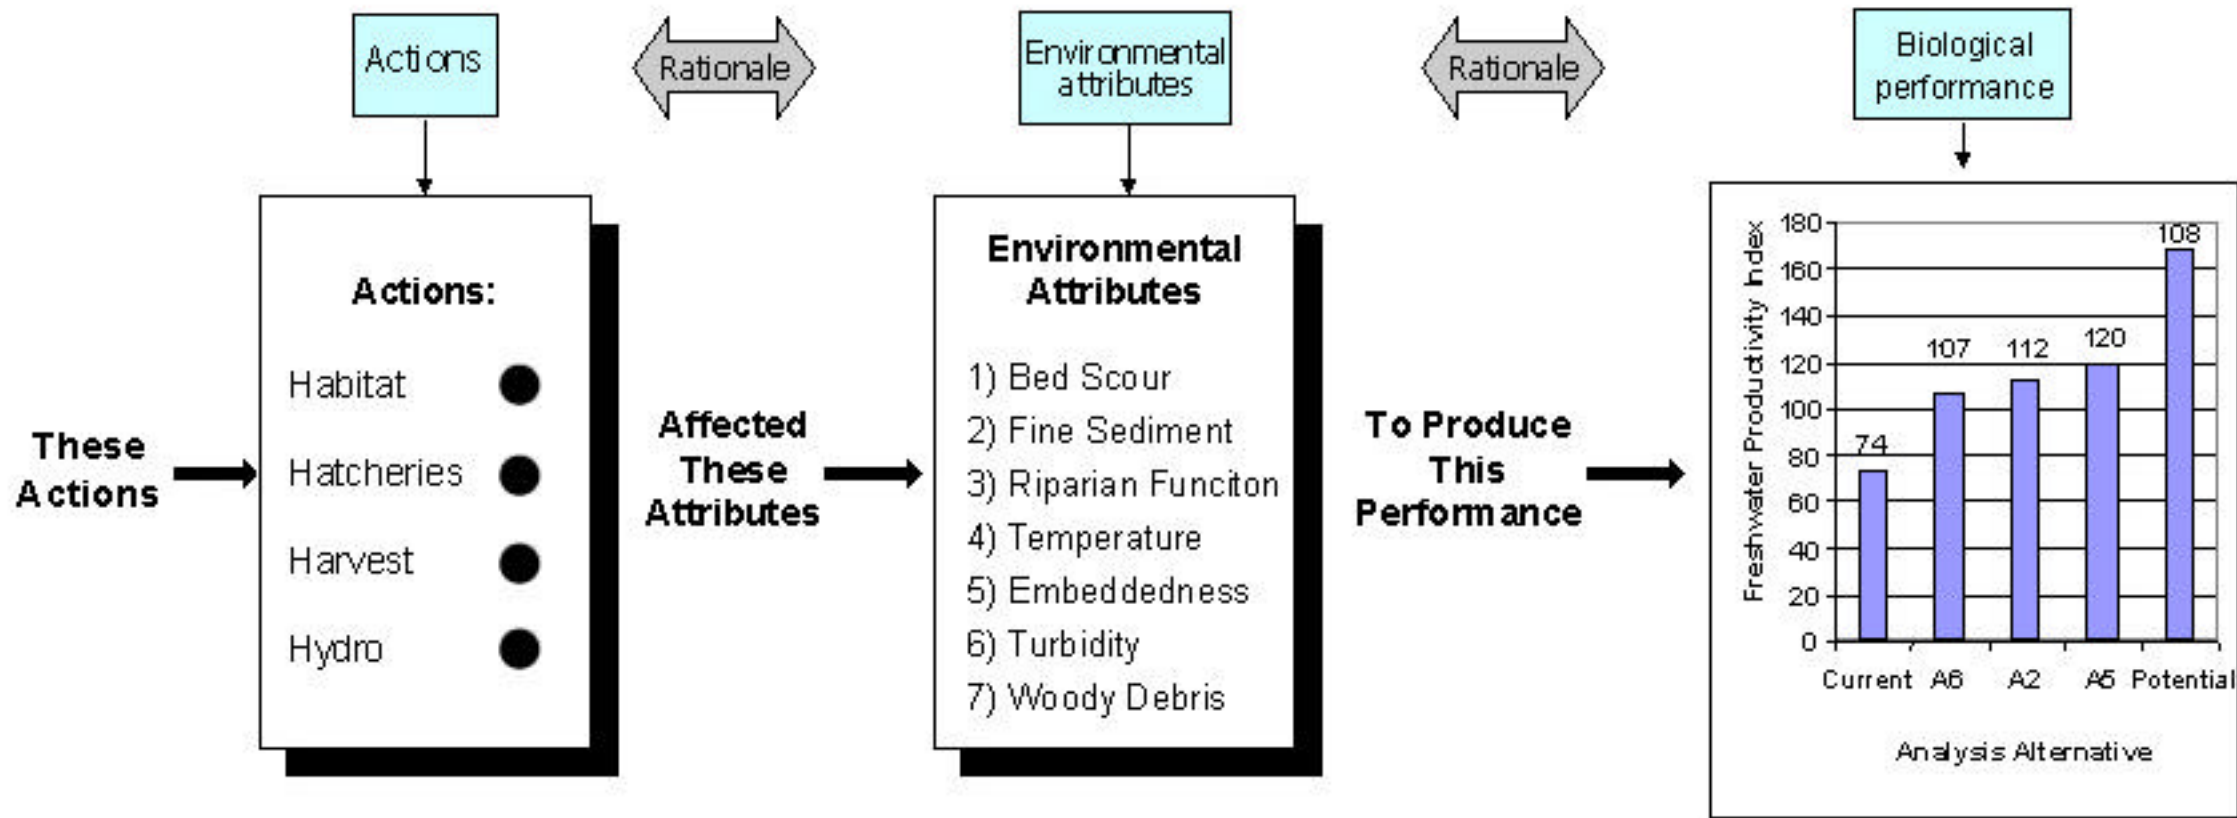 Actions
Rationale
Environmental
attributes
Rationale
Biological
performance
These
Actions
Actions:
Habitat
Hatcheries
Harvest
Hydro
Affected
These
Attributes
Environmental
Attributes
1) Bed Scour
2) Fine Sediment
3) Riparian Funciton
4) Temperature
5) Embeddedness
6) Turbidity
7) Woody Debris
To Produce
This
Performance
Freshwater Productivity Index
180
160
140
120
100
80
60
40
20
0
74
107
112
120
108
Current A6 A2 A5 Potential
Analysis Alternative